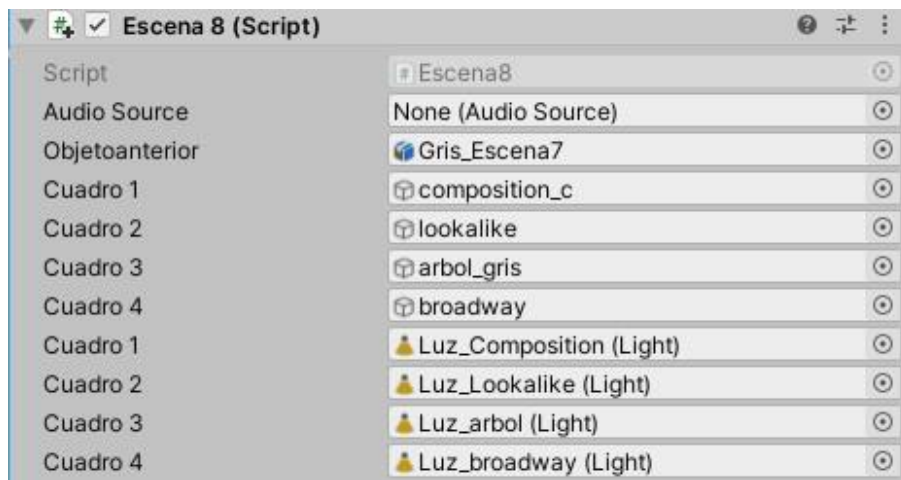 Escena 8 (Script)
Script Escena8
Audio Source None (Audio Source)
Objetoanterior Gris_Escena7
Cuadro 1 composition_c
Cuadro 2 lookalike
Cuadro 3 arbol_gris
Cuadro 4 broadway
Cuadro 1 Luz_Composition (Light)
Cuadro 2 Luz_Lookalike (Light)
Cuadro 3 Luz_arbol (Light)
Cuadro 4 Luz_broadway (Light)